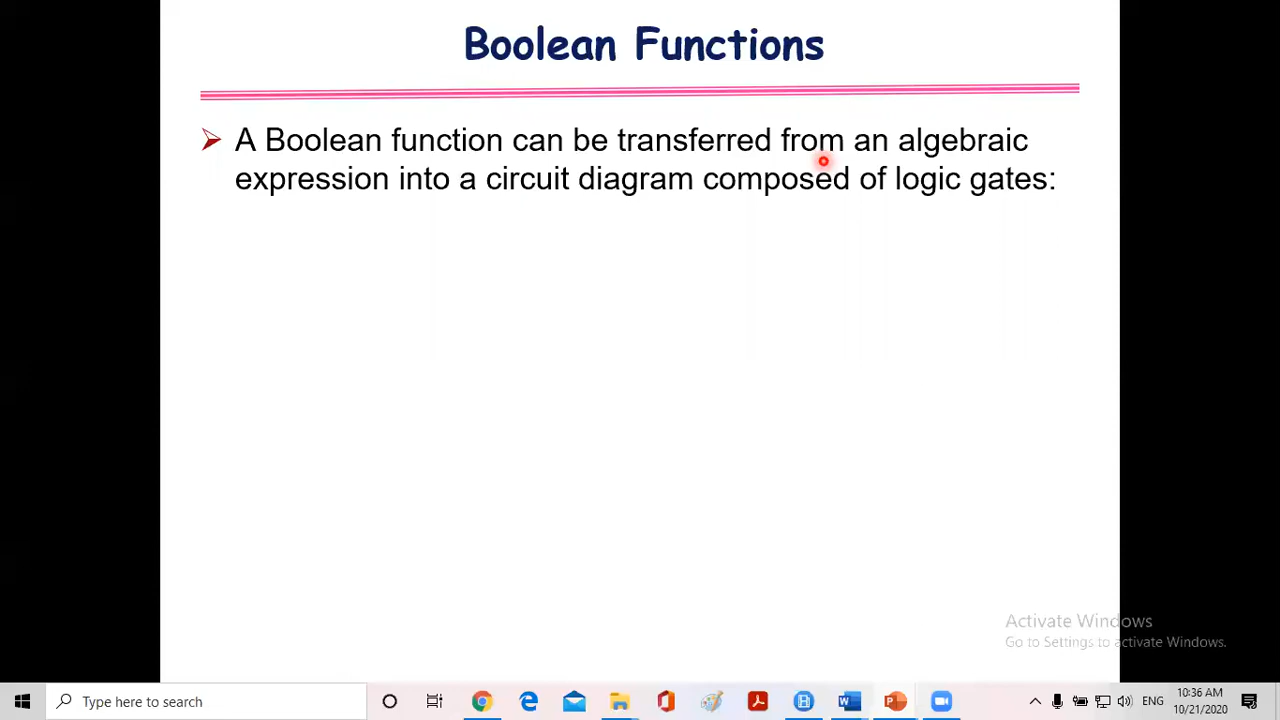 Boolean Functions
A Boolean function can be transferred from an algebraic
expression into a circuit diagram composed of logic gates:
Activate Windows
Go to Settings to activate Windows.
Type here to search
ENG
10:36 AM
10/21/2020